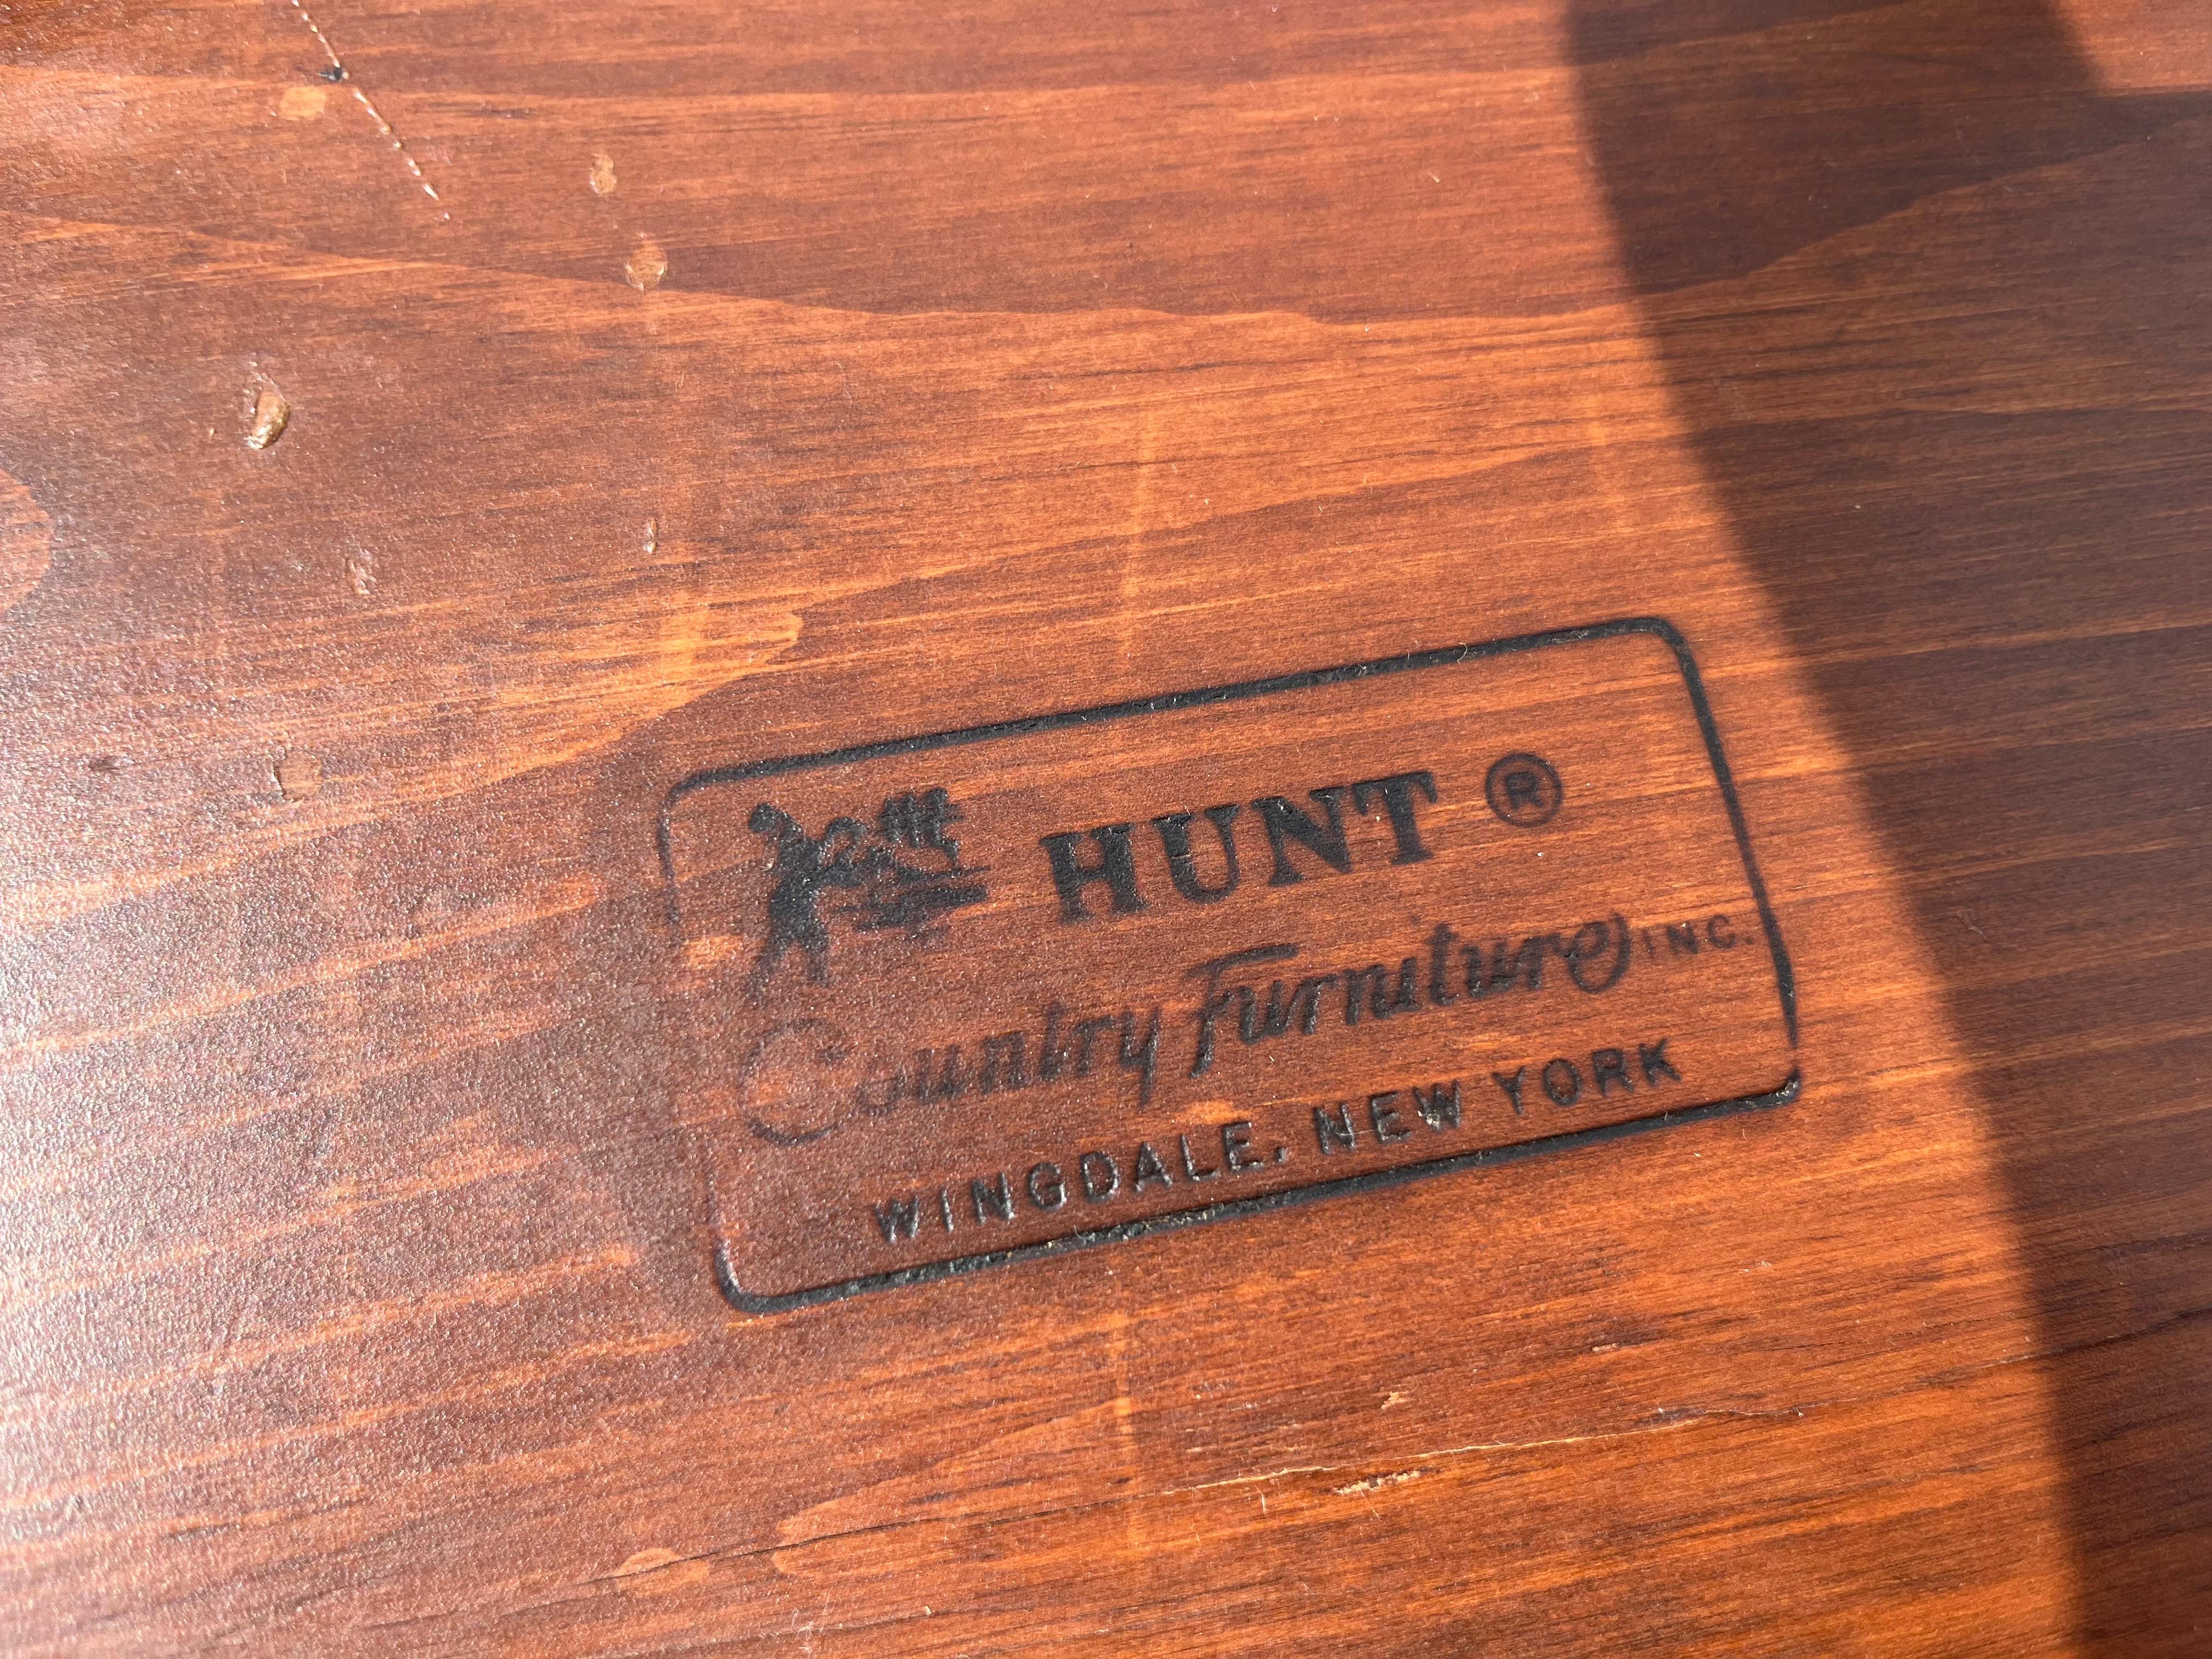 HUNT ®
Country Furniture INC.
WINGDALE, NEW YORK